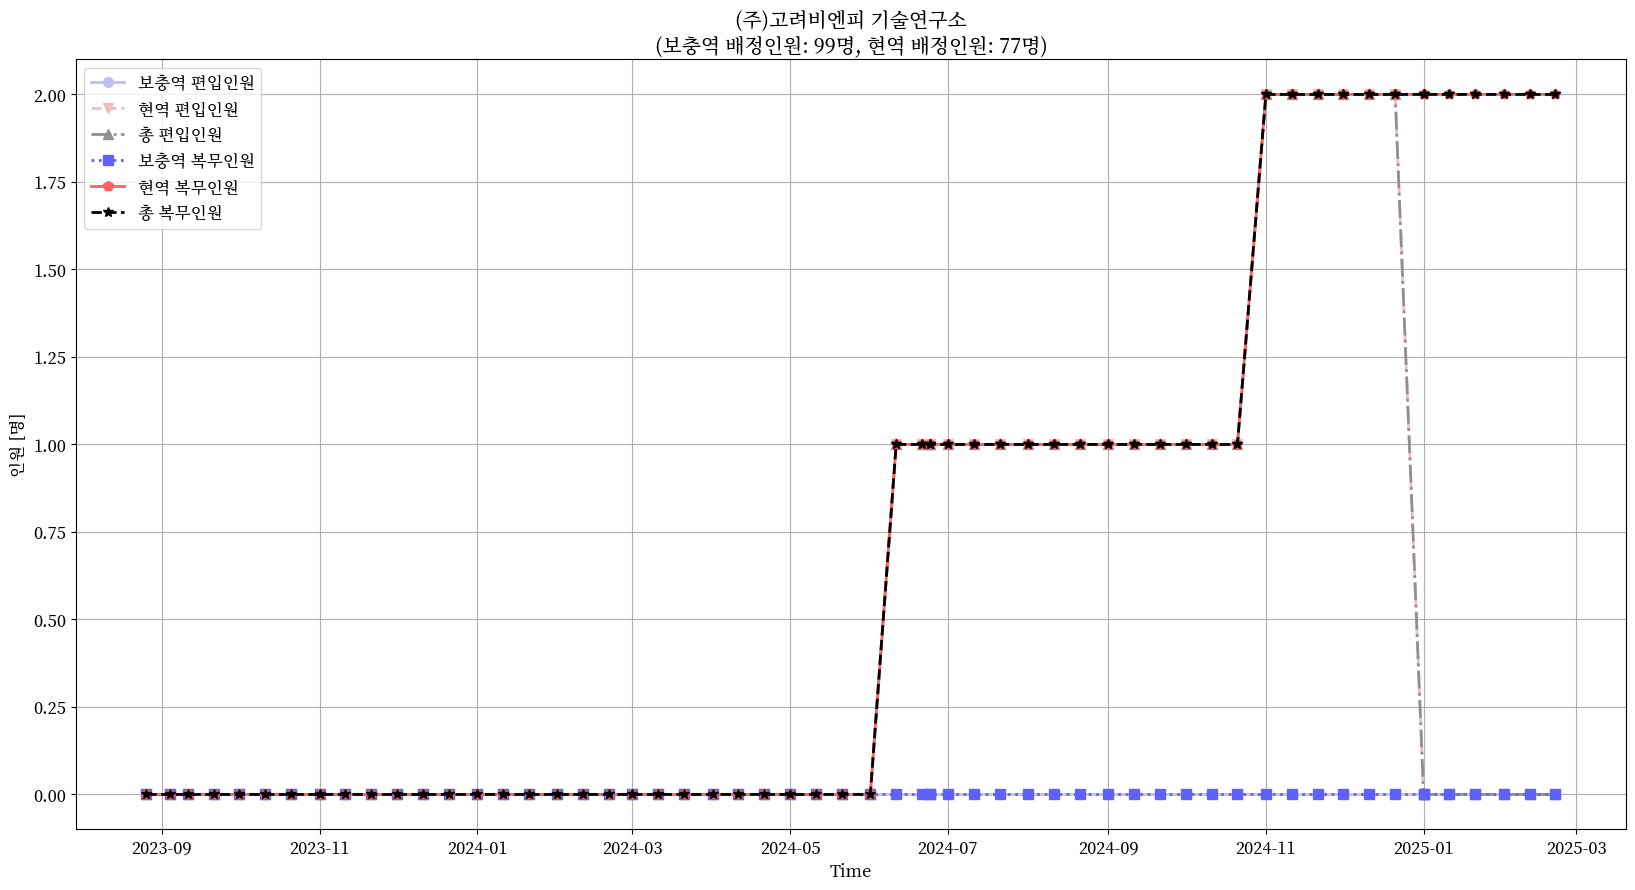 (주)고려비엔피 기술연구소
(보충역 배정인원: 99명, 현역 배정인원: 77명)
보충역 편입인원
현역 편입인원
총 편입인원
보충역 복무인원
현역 복무인원
총 복무인원
2.00
1.75
1.50
1.25
1.00
0.75
0.50
0.25
0.00
인원 [명]
2023-09
2023-11
2024-01
2024-03
2024-05
2024-07
2024-09
2024-11
2025-01
2025-03
Time